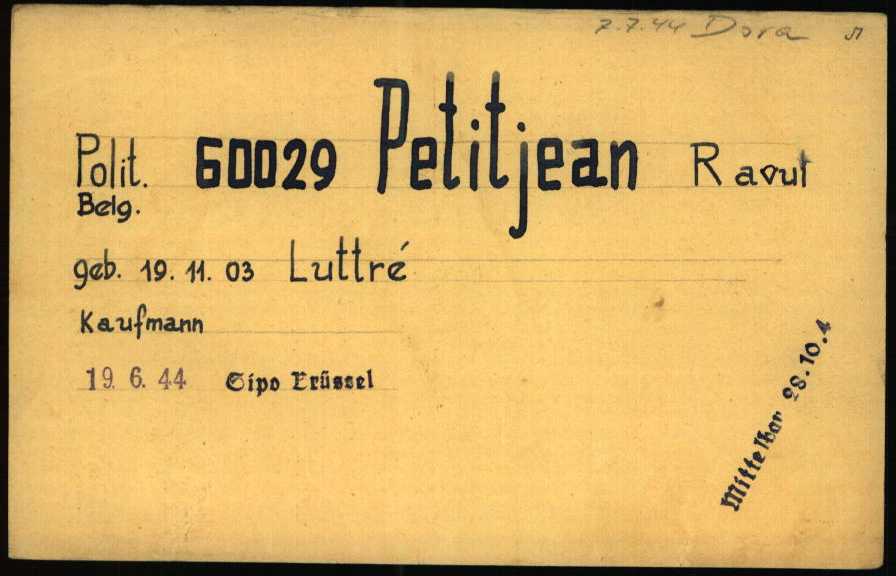 7.7.44 Dora
Polit. 60029 Petitjean Raoul
Belg.
geb. 19. 11. 03 Luttré
Kaufmann
19. 6. 44 Sipo Brüssel
Mittelbau 28.10.4